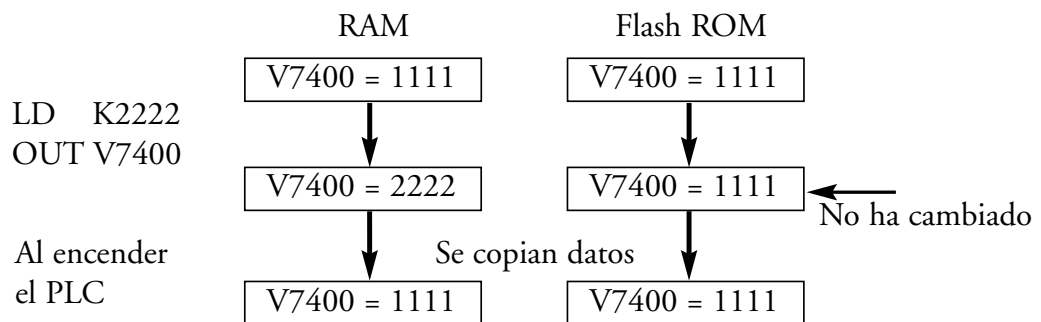 RAM Flash ROM
V7400 = 1111 V7400 = 1111
LD K2222
OUT V7400
V7400 = 2222 V7400 = 1111
No ha cambiado
Al encender
el PLC
Se copian datos
V7400 = 1111 V7400 = 1111